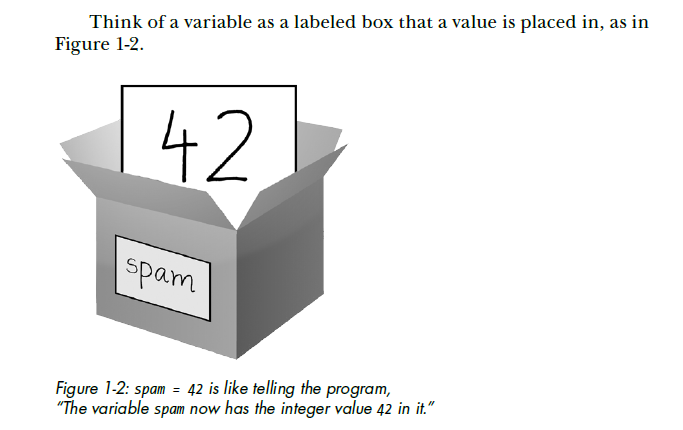 Think of a variable as a labeled box that a value is placed in, as in
Figure 1-2.
42
spam
Figure 1-2: spam = 42 is like telling the program,
“The variable spam now has the integer value 42 in it.”